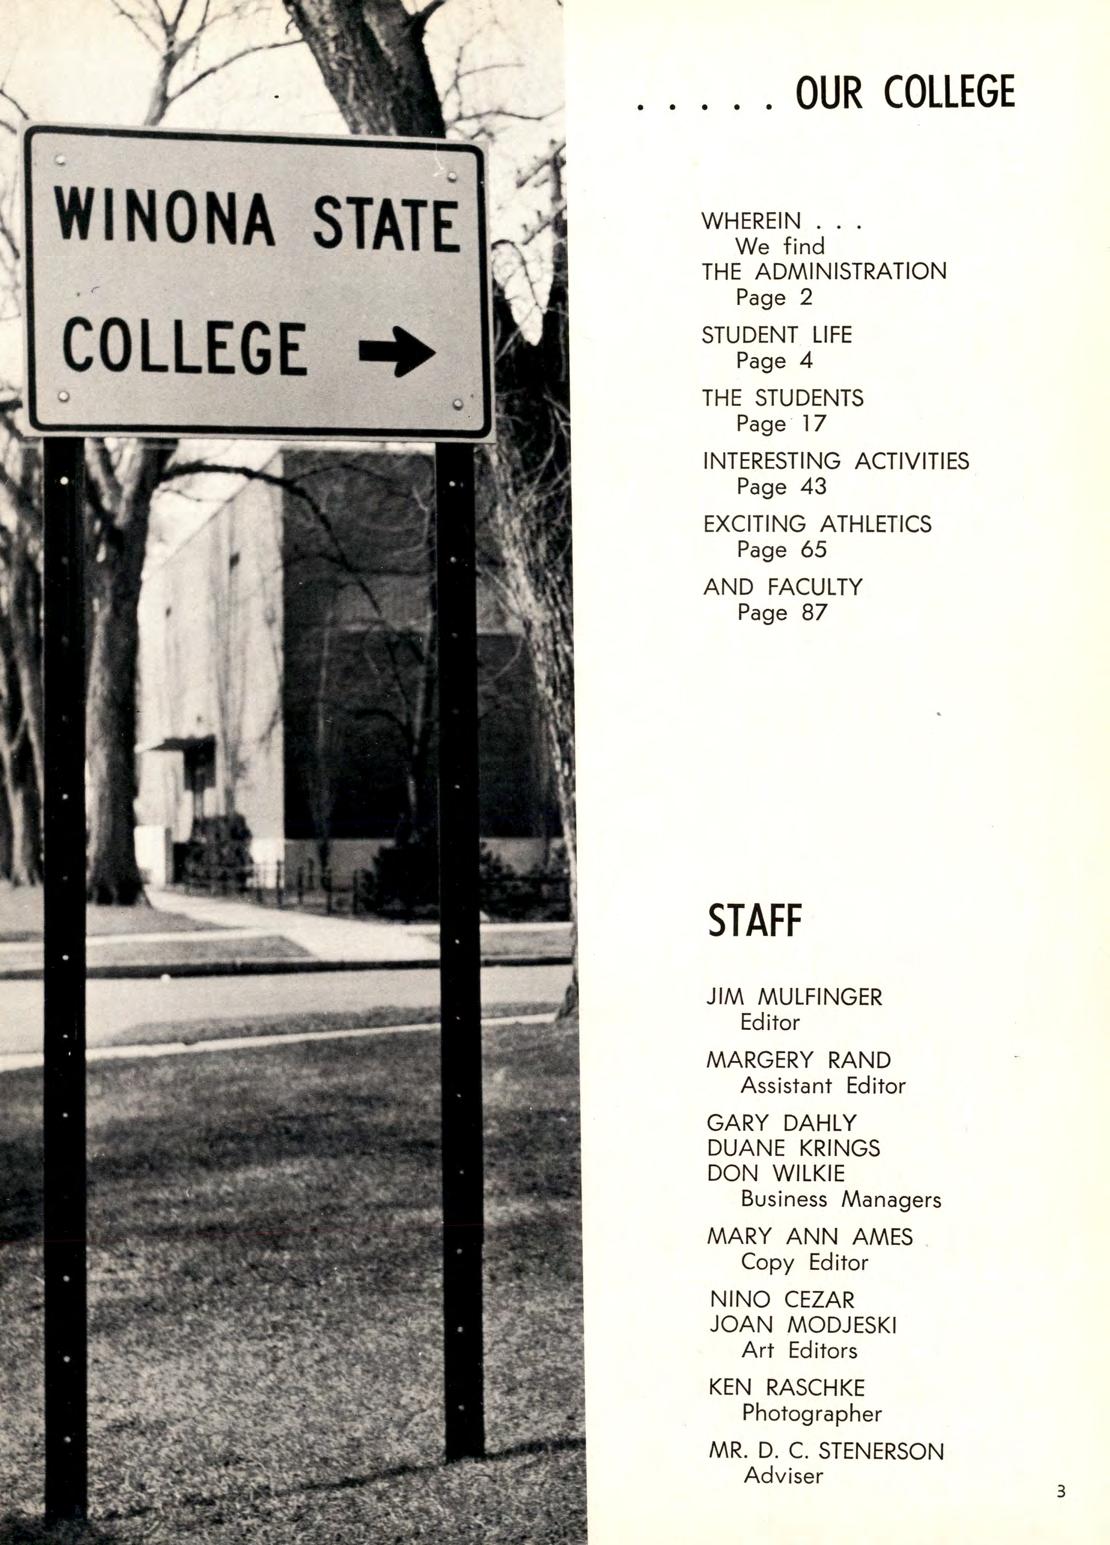 WINONA STATE
COLLEGE
. . . . . OUR COLLEGE
WHEREIN . . .
We find
THE ADMINISTRATION
Page 2
STUDENT LIFE
Page 4
THE STUDENTS
Page 17
INTERESTING ACTIVITIES
Page 43
EXCITING ATHLETICS
Page 65
AND FACULTY
Page 87
STAFF
JIM MULFINGER
Editor
MARGERY RAND
Assistant Editor
GARY DAHLY
DUANE KRINGS
DON WILKIE
Business Managers
MARY ANN AMES
Copy Editor
NINO CEZAR
JOAN MODJESKI
Art Editors
KEN RASCHKE
Photographer
MR. D. C. STENERSON
Adviser
3